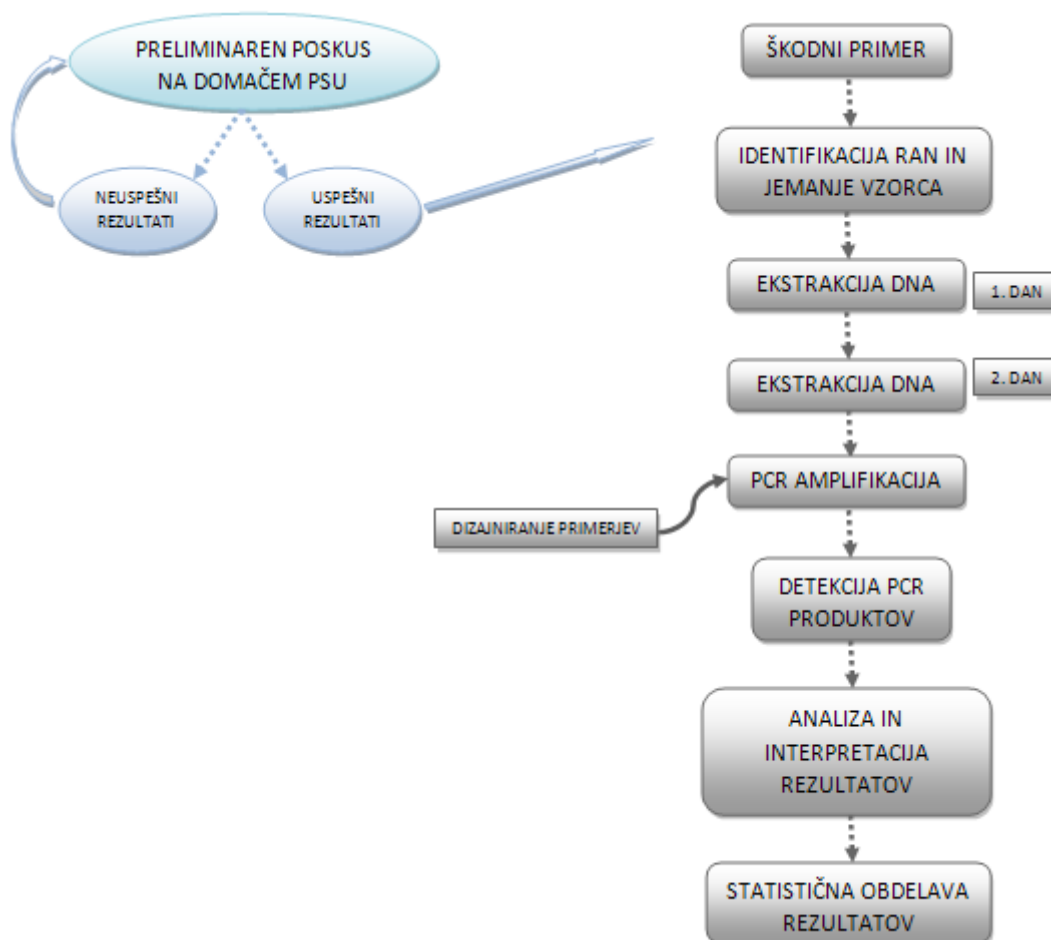 PRELIMINAREN POSKUS
NA DOMAČEM PSU
NEUSPEŠNI
REZULTATI
USPEŠNI
REZULTATI
ŠKODNI PRIMER
IDENTIFIKACIJA RAN IN
JEMANJE VZORCA
EKSTRAKCIJA DNA
1. DAN
EKSTRAKCIJA DNA
2. DAN
PCR AMPLIFIKACIJA
DIZAJNIRANJE PRIMERJEV
DETEKCIJA PCR
PRODUKTOV
ANALIZA IN
INTERPRETACIJA
REZULTATOV
STATISTIČNA OBDELAVA
REZULTATOV